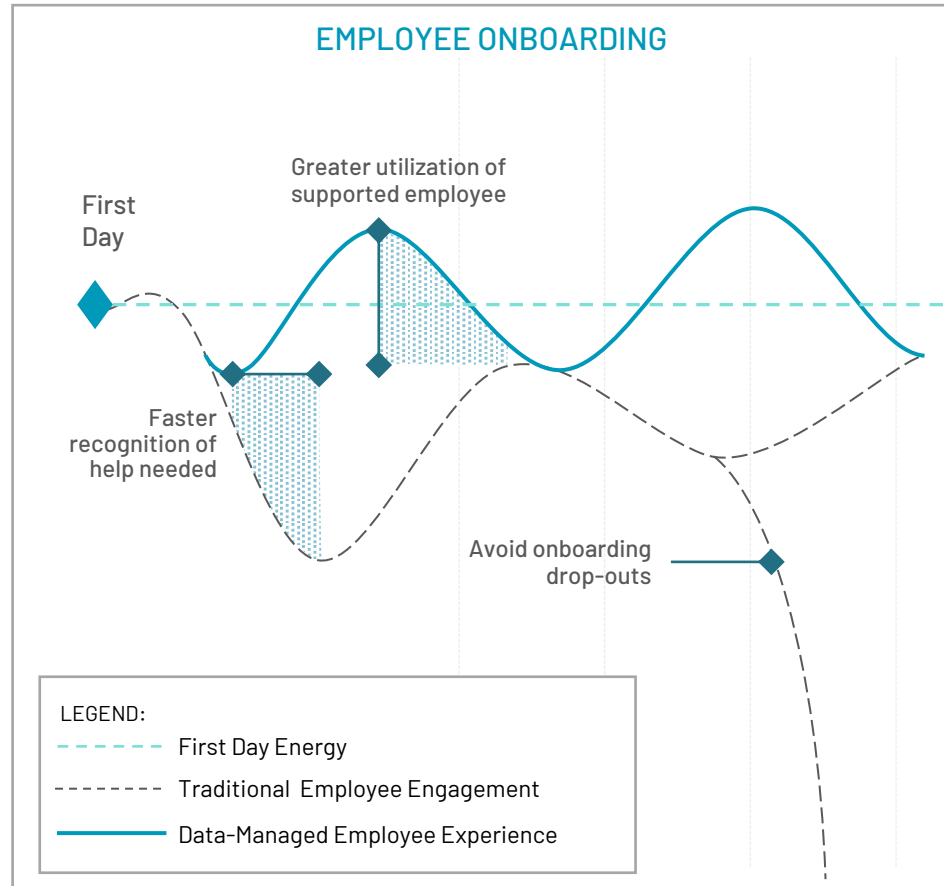 EMPLOYEE ONBOARDING
Greater utilization of
supported employee
First
Day
Faster
recognition of
help needed
Avoid onboarding
drop-outs
LEGEND:
First Day Energy
Traditional Employee Engagement
Data-Managed Employee Experience